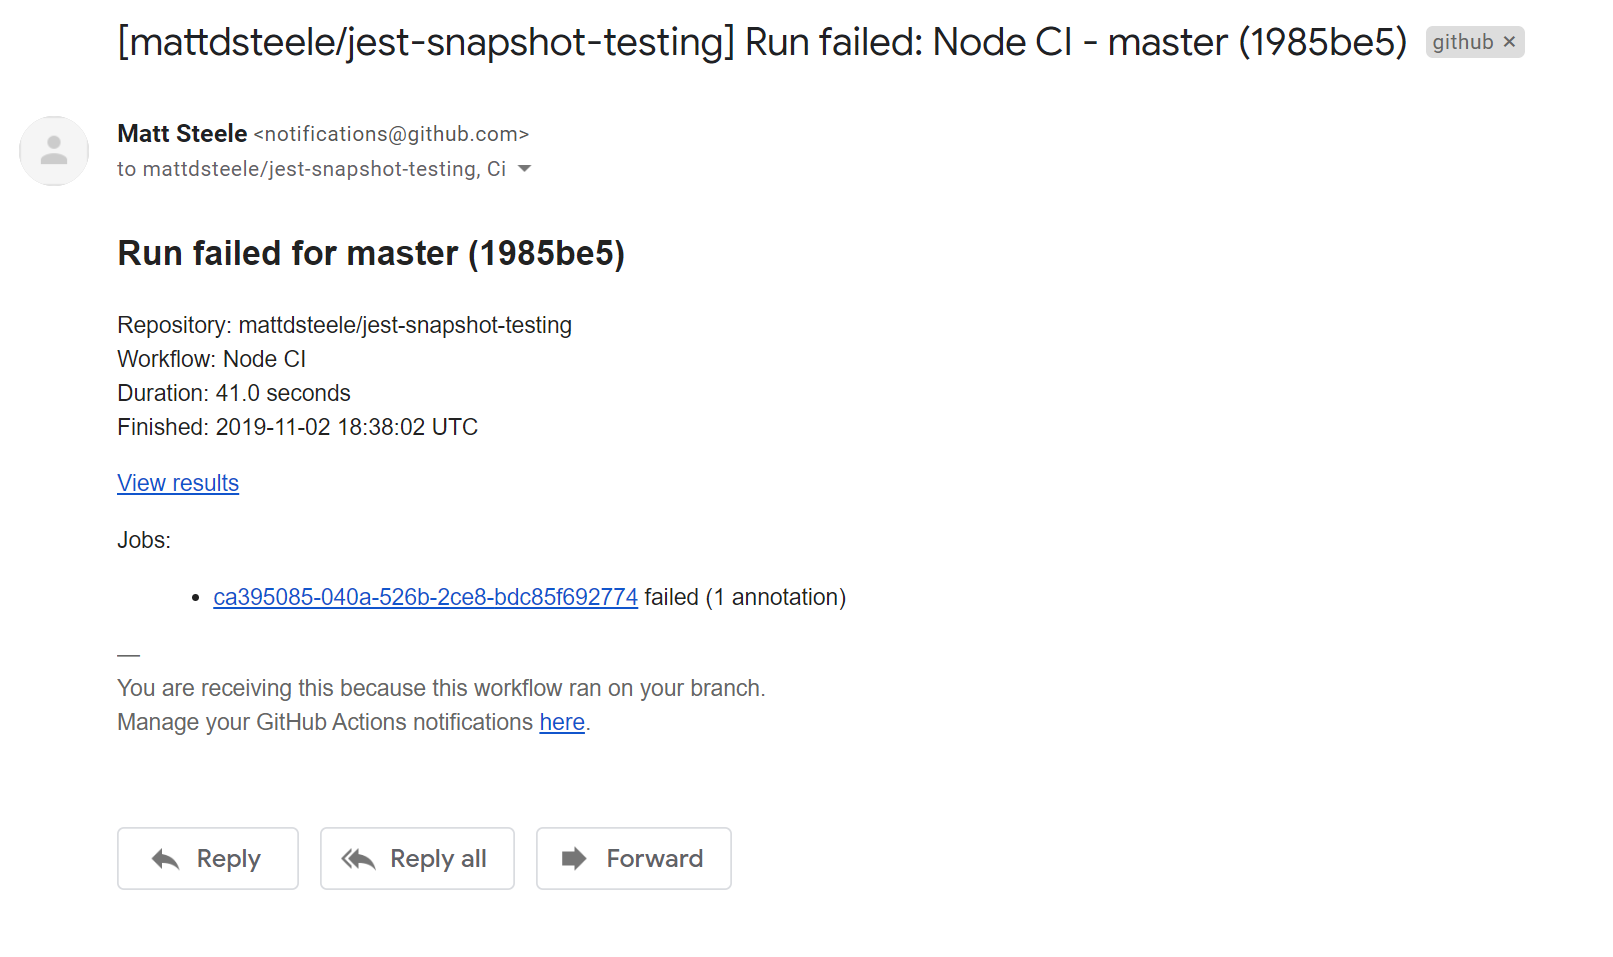 [mattdsteele/jest-snapshot-testing] Run failed: Node CI - master (1985be5) github ×
Matt Steele <notifications@github.com>
to mattdsteele/jest-snapshot-testing, Ci
Run failed for master (1985be5)
Repository: mattdsteele/jest-snapshot-testing
Workflow: Node CI
Duration: 41.0 seconds
Finished: 2019-11-02 18:38:02 UTC
View results
Jobs:
• ca395085-040a-526b-2ce8-bdc85f692774 failed (1 annotation)
—
You are receiving this because this workflow ran on your branch.
Manage your GitHub Actions notifications here.
Reply Reply all Forward